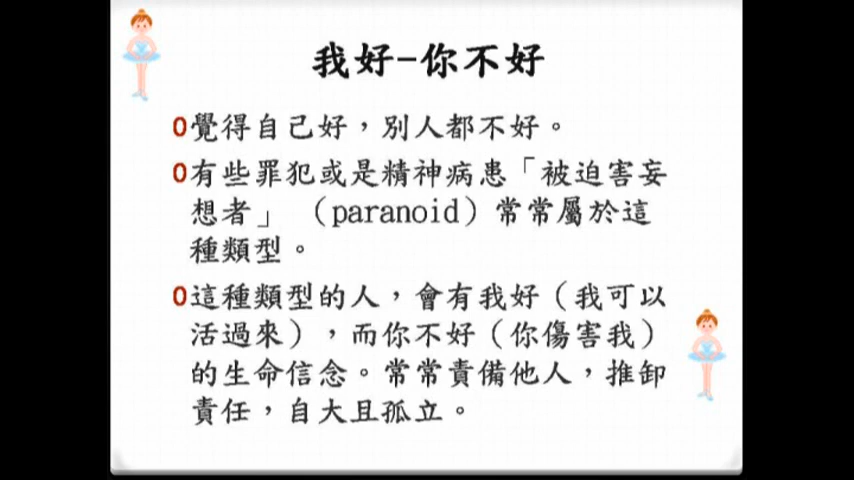 我好-你不好
覺得自己好，別人都不好。
有些罪犯或是精神病患「被迫害妄
想者」 （paranoid）常常屬於這
種類型。
這種類型的人，會有我好（我可以
活過來），而你不好（你傷害我）
的生命信念。常常責備他人，推卸
責任，自大且孤立。